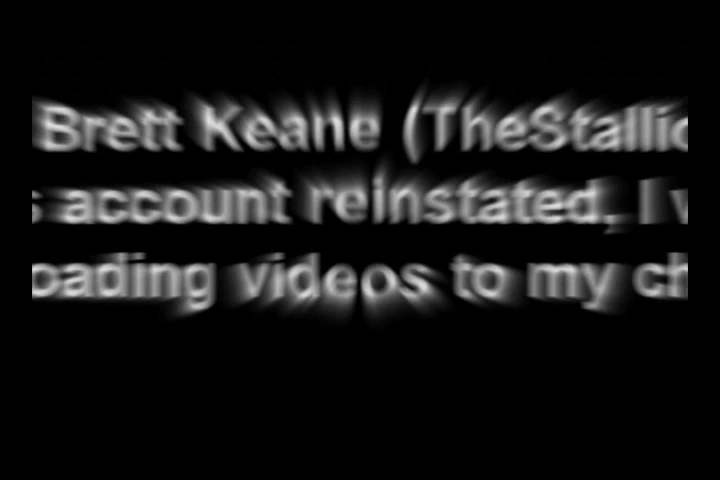 Brett Keane (TheStallio
s account reinstated, I w
oading videos to my ch